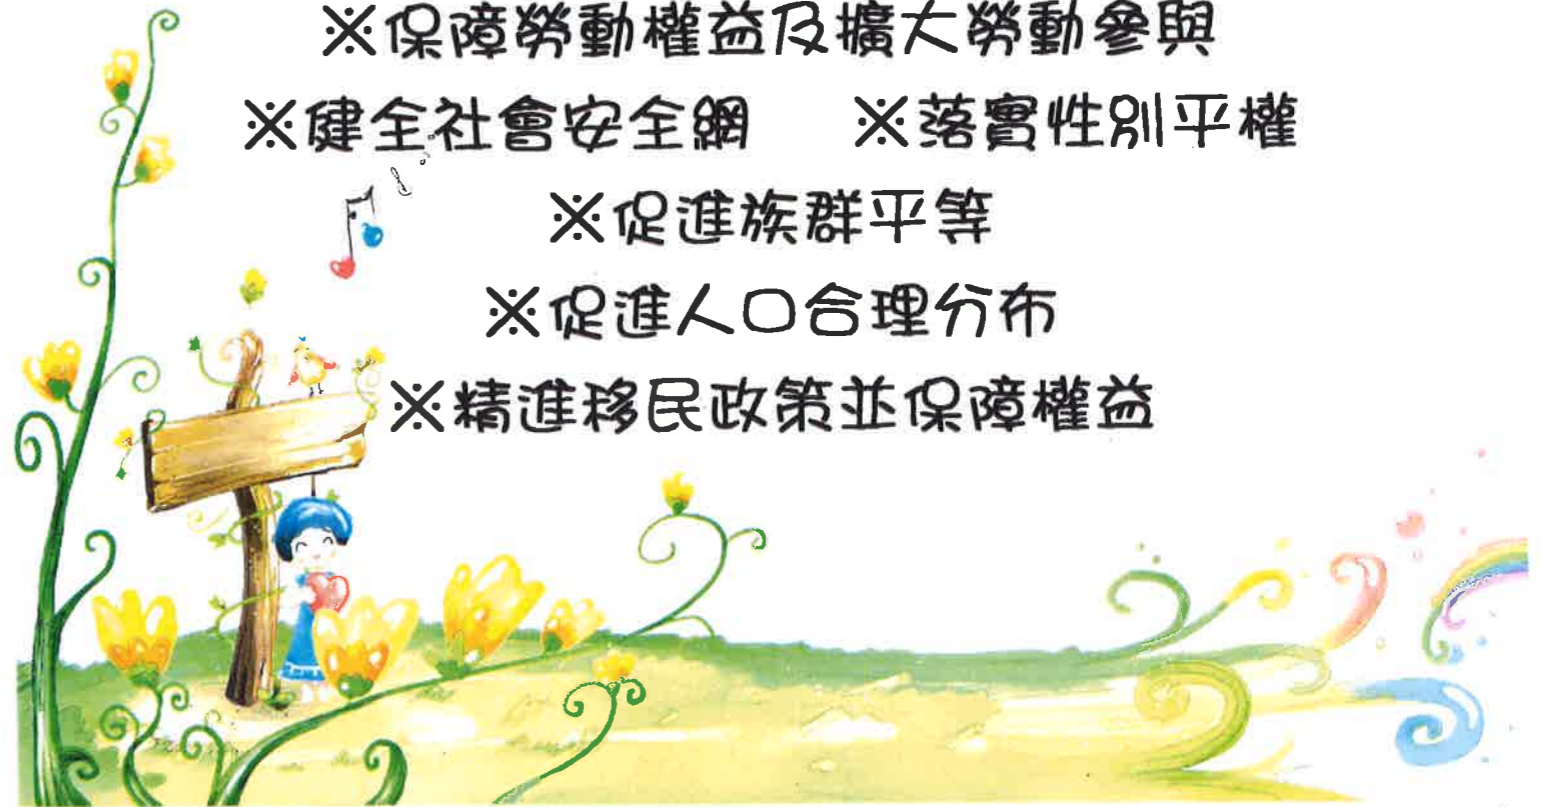 ※保障勞動權益及擴大勞動參與
※健全社會安全網 ※落實性別平權
※促進族群平等
※促進人口合理分布
※精進移民政策並保障權益